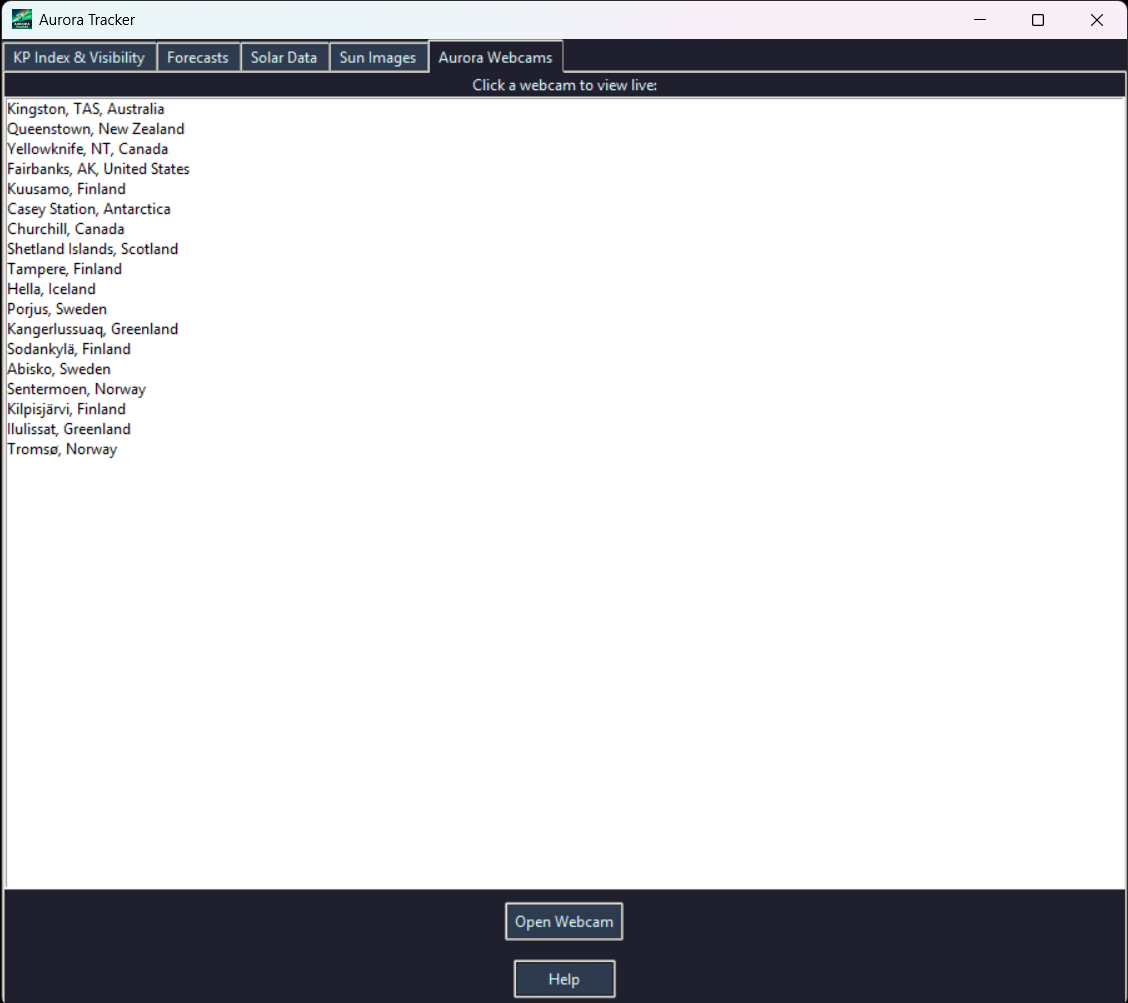 Aurora Tracker
KP Index & Visibility Forecasts Solar Data Sun Images Aurora Webcams
Click a webcam to view live:
Kingston, TAS, Australia
Queenstown, New Zealand
Yellowknife, NT, Canada
Fairbanks, AK, United States
Kuusamo, Finland
Casey Station, Antarctica
Churchill, Canada
Shetland Islands, Scotland
Tampere, Finland
Hella, Iceland
Porjus, Sweden
Kangerlussuaq, Greenland
Sodankylä, Finland
Abisko, Sweden
Sentermoen, Norway
Kilpisjärvi, Finland
Ilulissat, Greenland
Tromsø, Norway
Open Webcam
Help